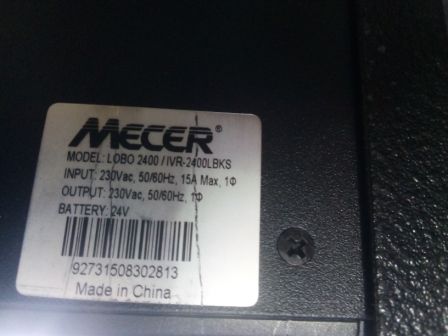 MECER®
MODEL: LOBO 2400 / IVR-2400LBKS
INPUT: 230Vac, 50/60Hz, 15A Max, 1Φ
OUTPUT: 230Vac, 50/60Hz, 1Φ
BATTERY: 24V
92731508302813
Made in China